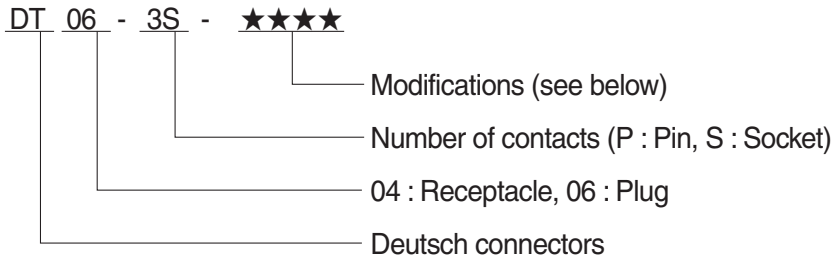 DT 06 - 3S - ★★★★
Modifications (see below)
Number of contacts (P : Pin, S : Socket)
04 : Receptacle, 06 : Plug
Deutsch connectors